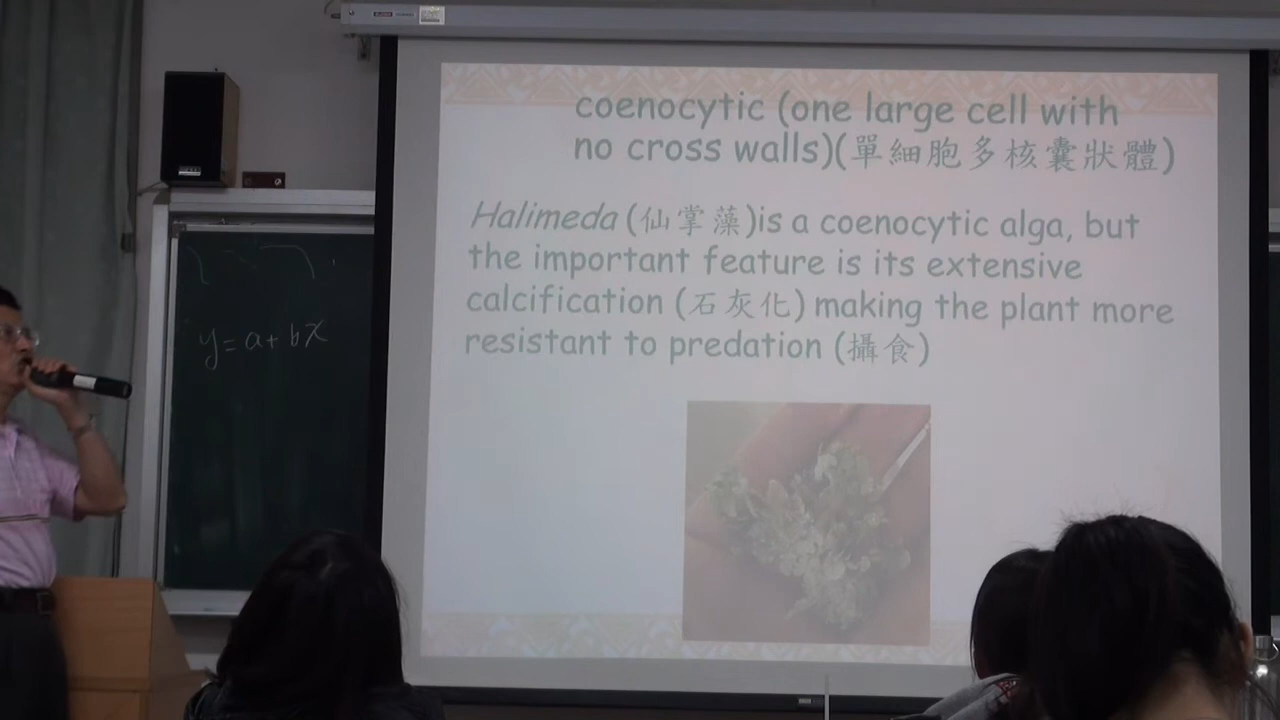 coenocytic (one large cell with
no cross walls)(單細胞多核囊狀體)
Halimeda (仙掌藻)is a coenocytic alga, but
the important feature is its extensive
calcification (石灰化) making the plant more
resistant to predation (攝食)
y = a + b x